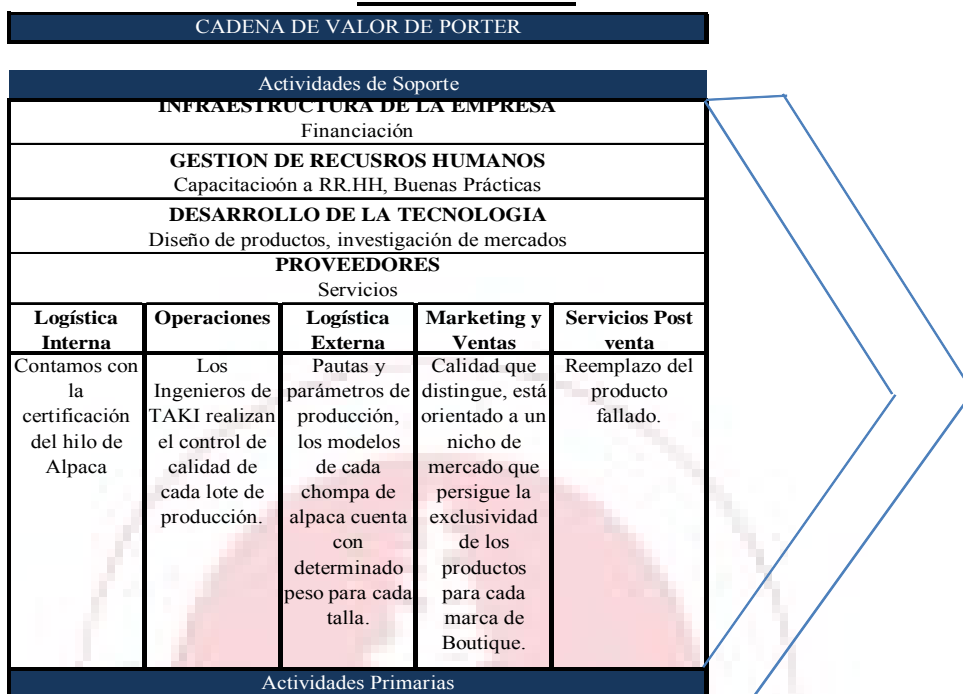 CADENA DE VALOR DE PORTER
Actividades de Soporte
INFRAESTRUCTURA DE LA EMPRESA
Financiación
GESTION DE RECUSROS HUMANOS
Capacitacioón a RR.HH, Buenas Prácticas
DESARROLLO DE LA TECNOLOGIA
Diseño de productos, investigación de mercados
PROVEEDORES
Servicios
Logística
Interna
Operaciones
Logística
Externa
Marketing y
Ventas
Servicios Post
venta
Contamos con
la
certificación
del hilo de
Alpaca
Los
Ingenieros de
TAKI realizan
el control de
calidad de
cada lote de
producción.
Pautas y
parámetros de
producción,
los modelos
de cada
chompa de
alpaca cuenta
con
determinado
peso para cada
talla.
Calidad que
distingue, está
orientado a un
nicho de
mercado que
persigue la
exclusividad
de los
productos
para cada
marca de
Boutique.
Reemplazo del
producto
fallado.
Actividades Primarias